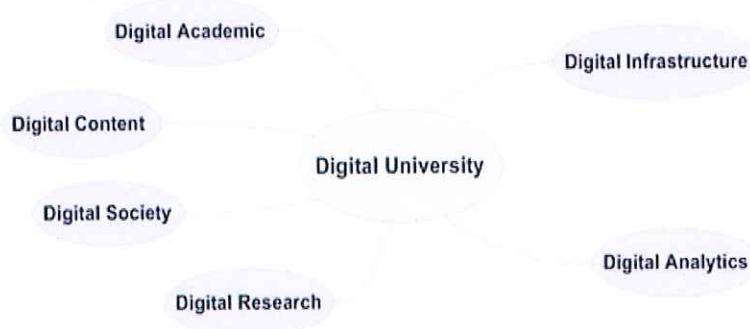 Digital Academic
Digital Infrastructure
Digital Content
Digital University
Digital Society
Digital Analytics
Digital Research